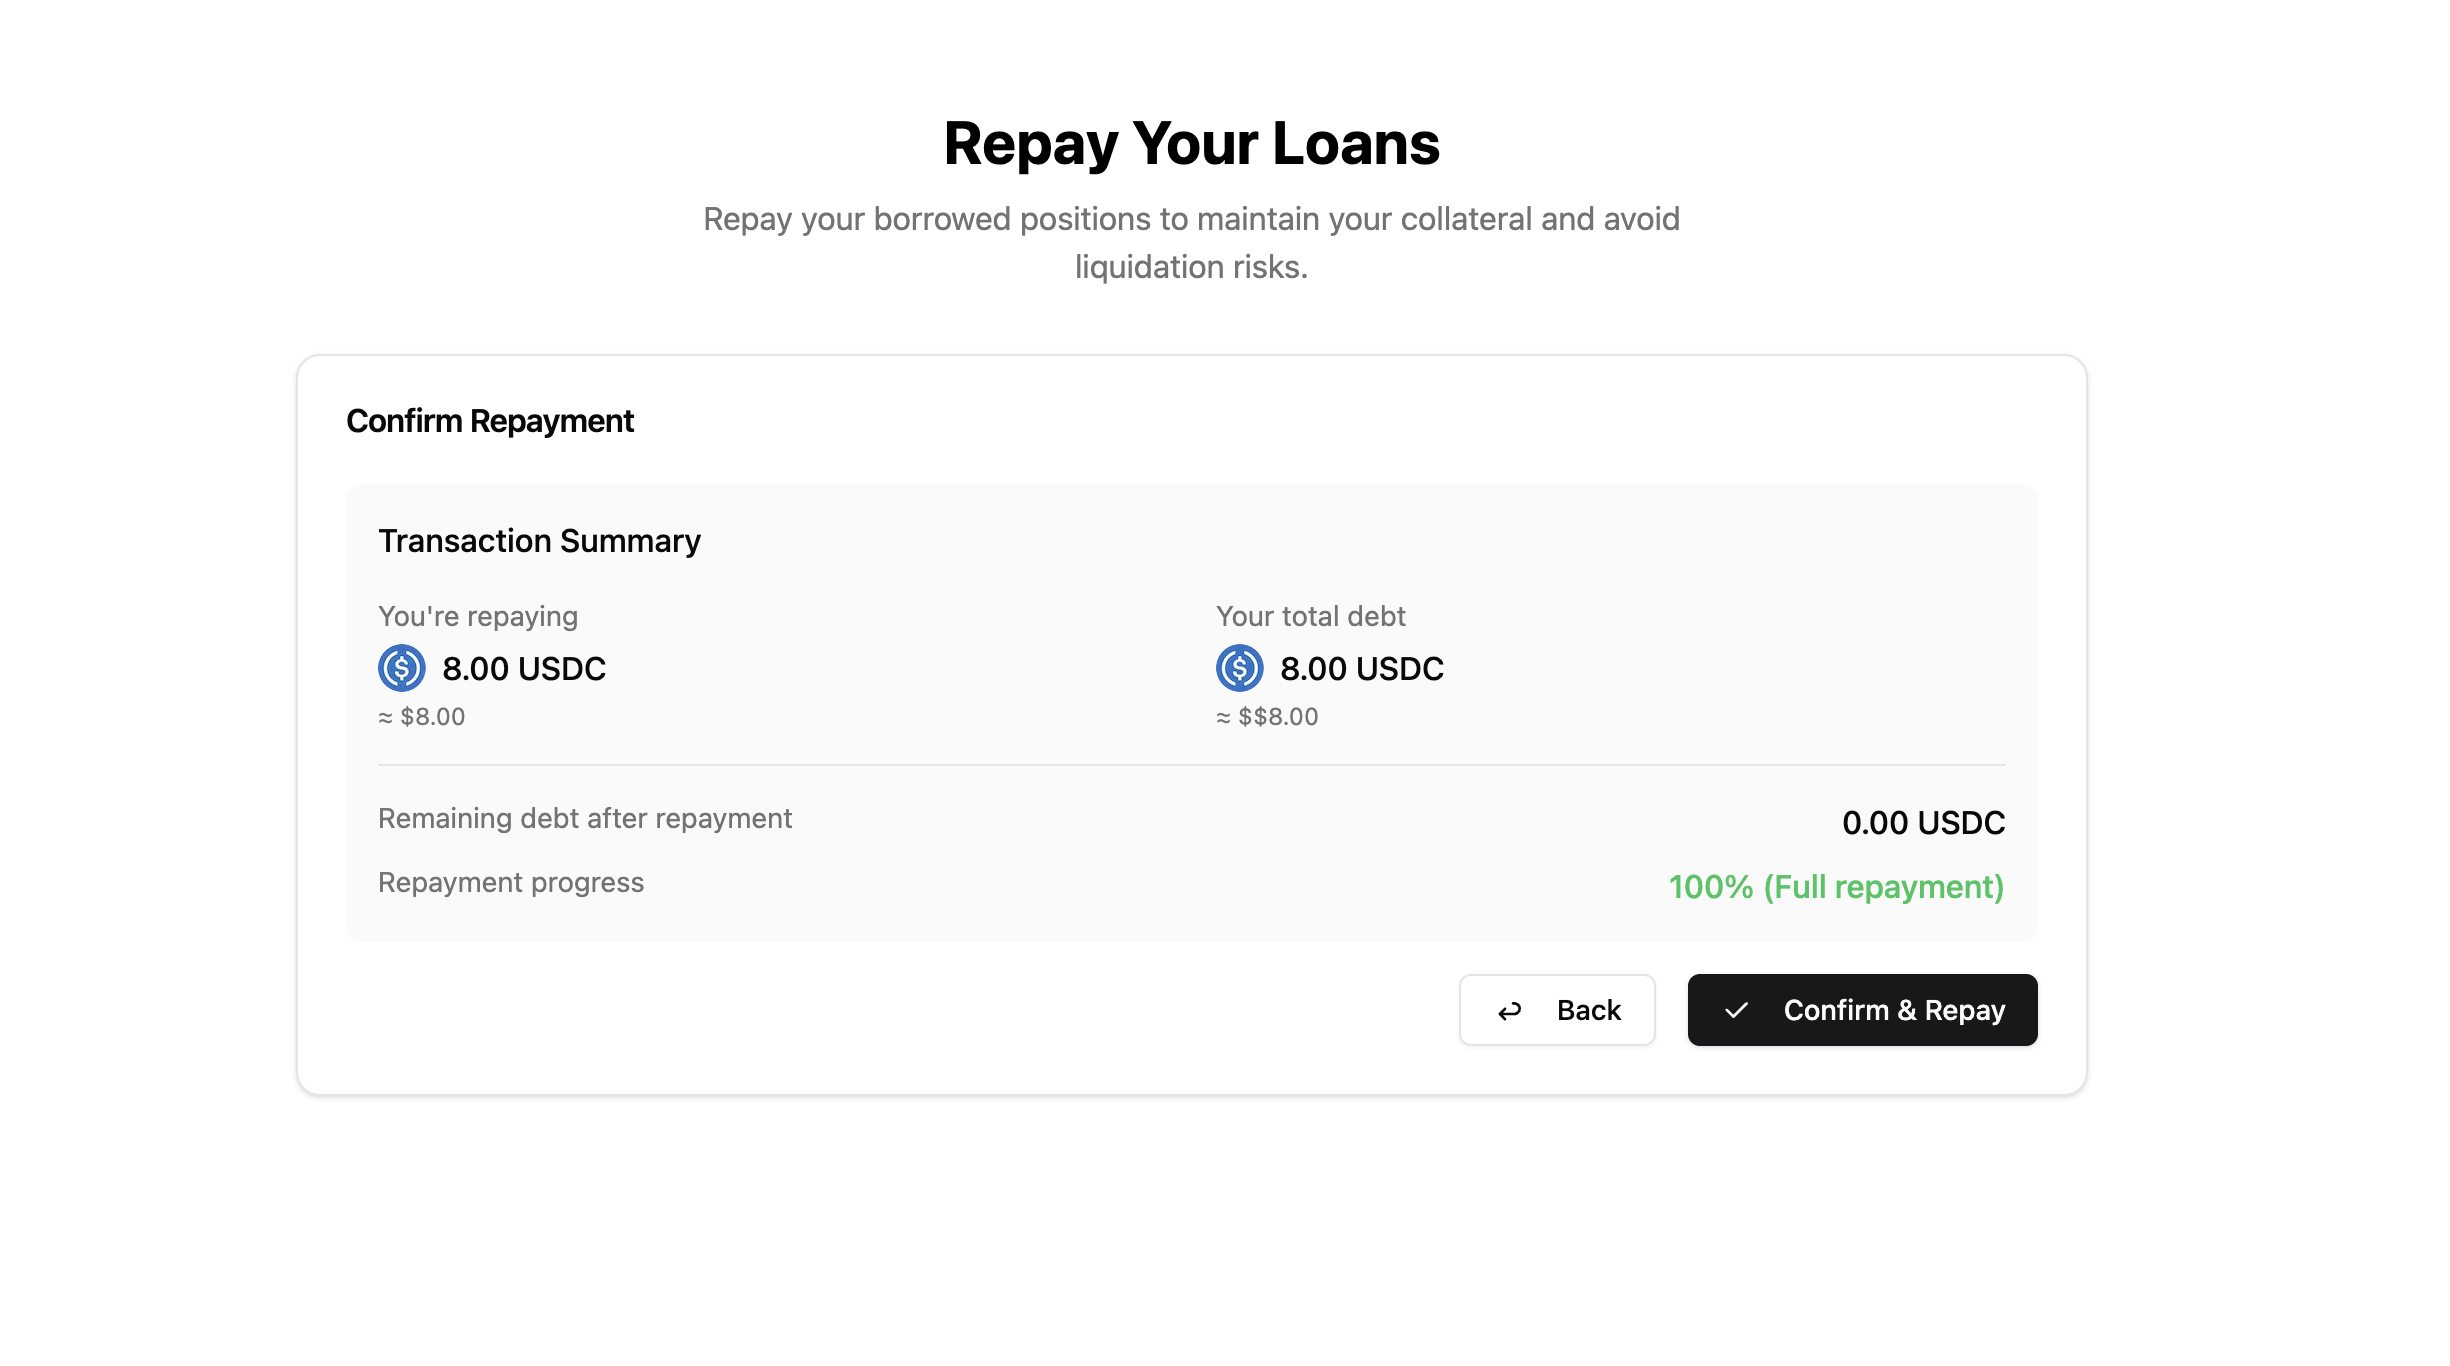 Repay Your Loans
Repay your borrowed positions to maintain your collateral and avoid
liquidation risks.
Confirm Repayment
Transaction Summary
You're repaying
8.00 USDC
≈ $8.00
Your total debt
8.00 USDC
≈ $$8.00
Remaining debt after repayment
0.00 USDC
Repayment progress
100% (Full repayment)
Back
Confirm & Repay